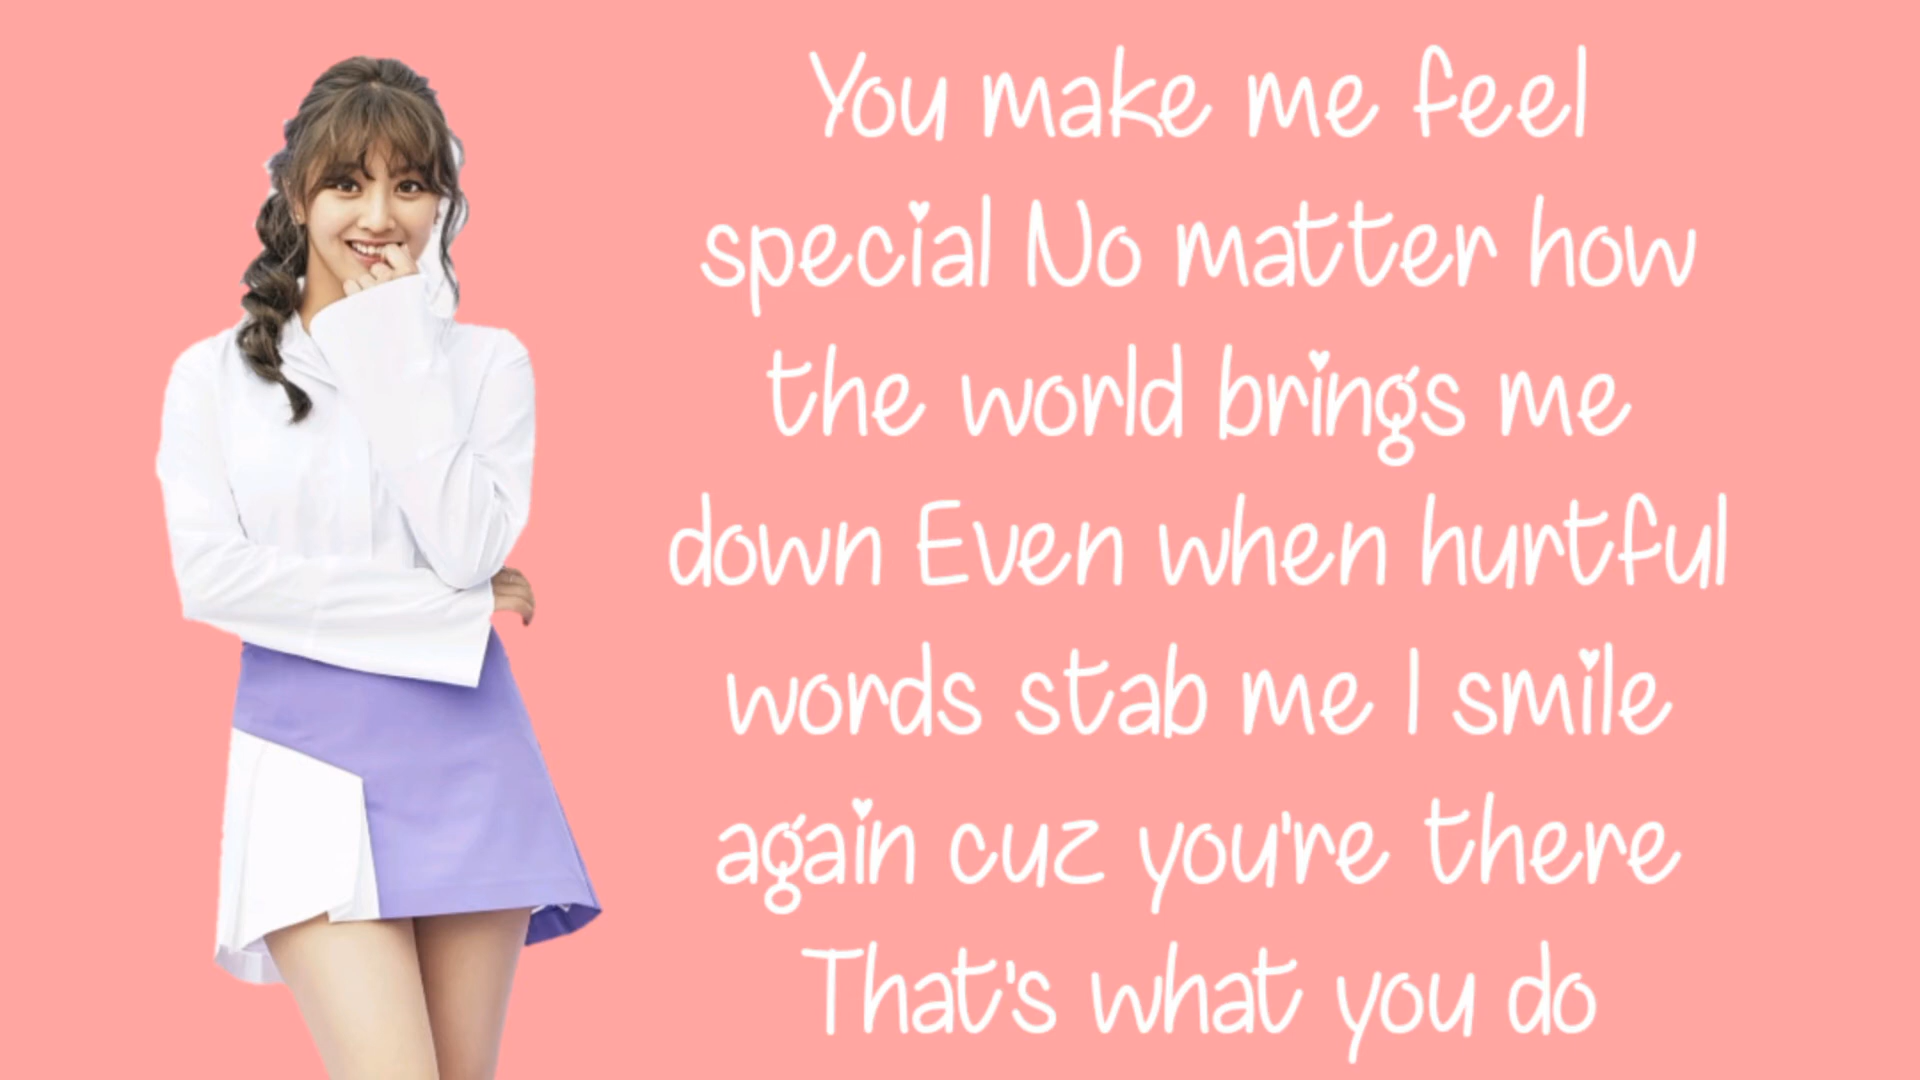 You make me feel
special No matter how
the world brings me
down Even when hurtful
words stab me I smile
again cuz you're there
That's what you do